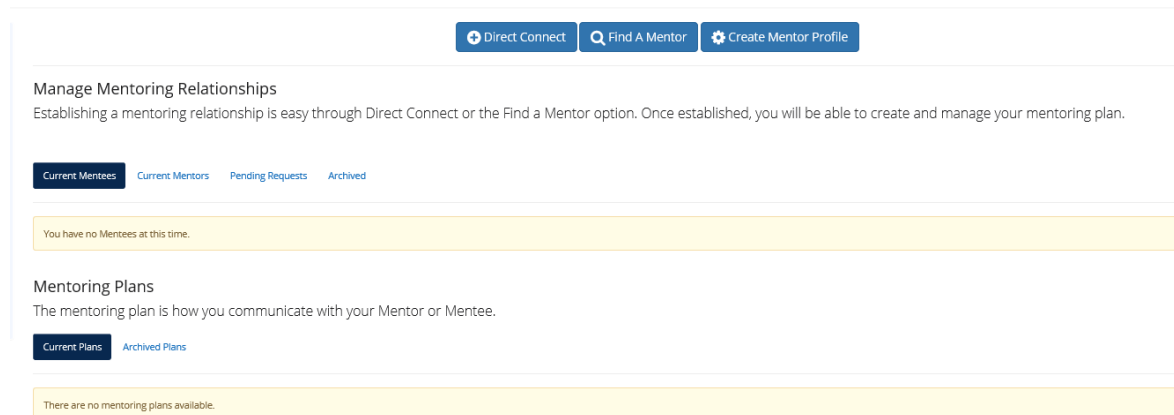 Direct Connect Find A Mentor Create Mentor Profile
Manage Mentoring Relationships
Establishing a mentoring relationship is easy through Direct Connect or the Find a Mentor option. Once established, you will be able to create and manage your mentoring plan.
Current Mentees Current Mentors Pending Requests Archived
You have no Mentees at this time.
Mentoring Plans
The mentoring plan is how you communicate with your Mentor or Mentee.
Current Plans Archived Plans
There are no mentoring plans available.